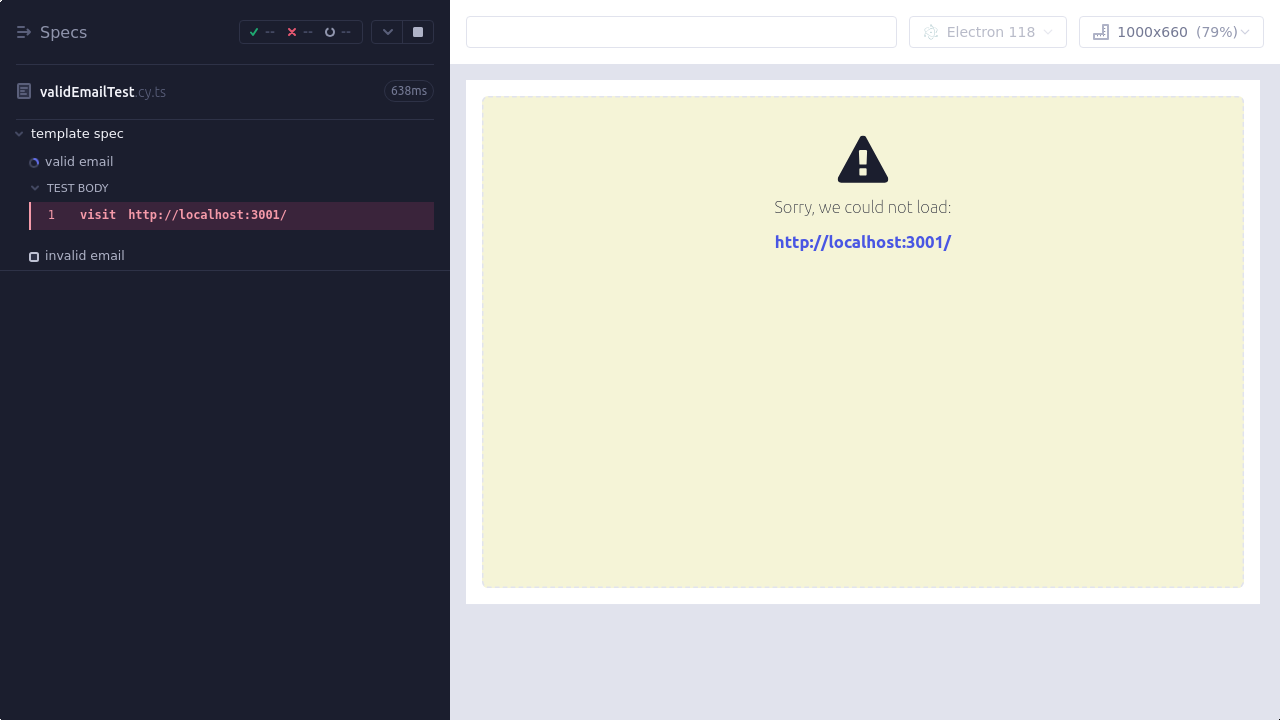 Specs
--
--
--
validEmailTest.cy.ts
638ms
template spec
valid email
TEST BODY
1 visit http://localhost:3001/
invalid email
Electron 118
1000x660 (79%)
Sorry, we could not load:
http://localhost:3001/